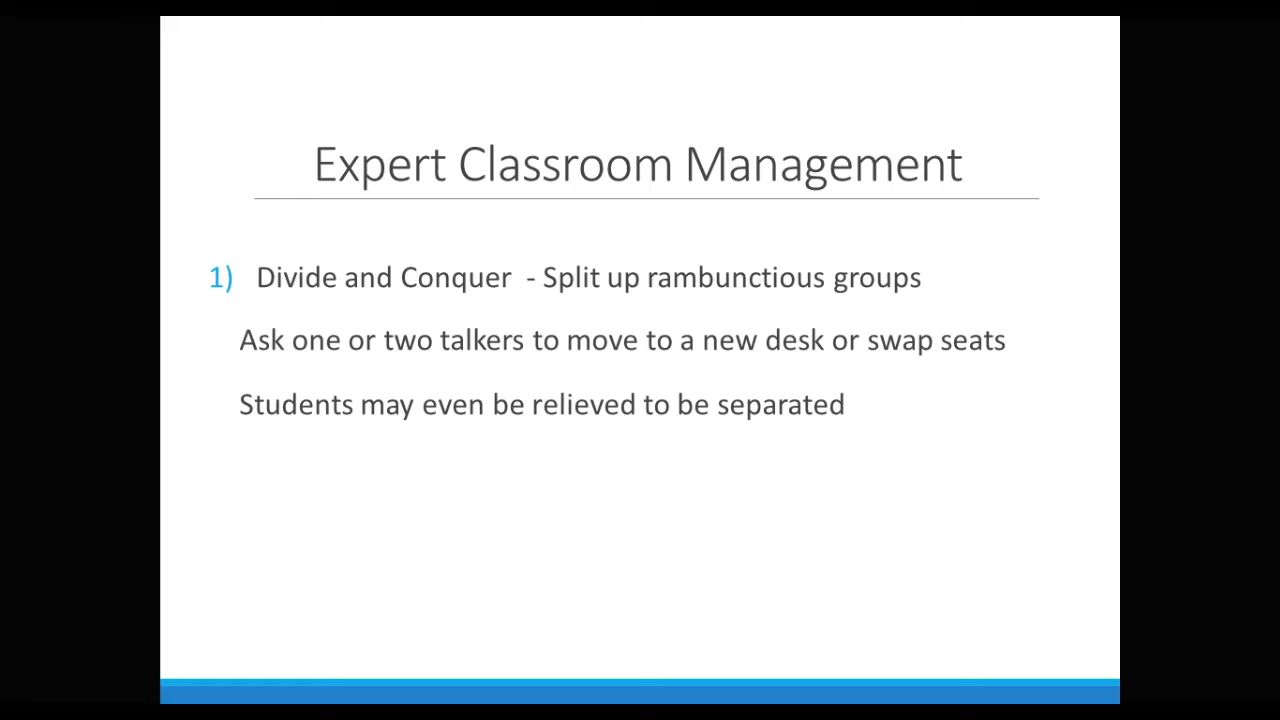 Expert Classroom Management
1) Divide and Conquer - Split up rambunctious groups
Ask one or two talkers to move to a new desk or swap seats
Students may even be relieved to be separated